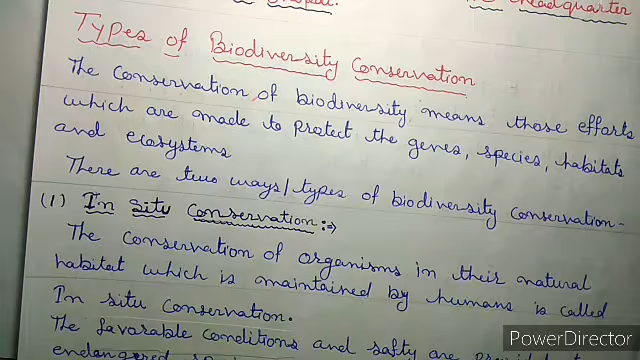 headquarter
Types of Biodiversity Conservation
The conservation of biodiversity means those efforts
which are made to protect the genes, species, habitats
and ecosystems
There are two ways/types of biodiversity conservation-
(1) In situ conservation:⇒
The conservation of organisms in their natural
habitat which is maintained by humans is called
In situ conservation.
The favorable conditions and safty are
endangered
PowerDirector